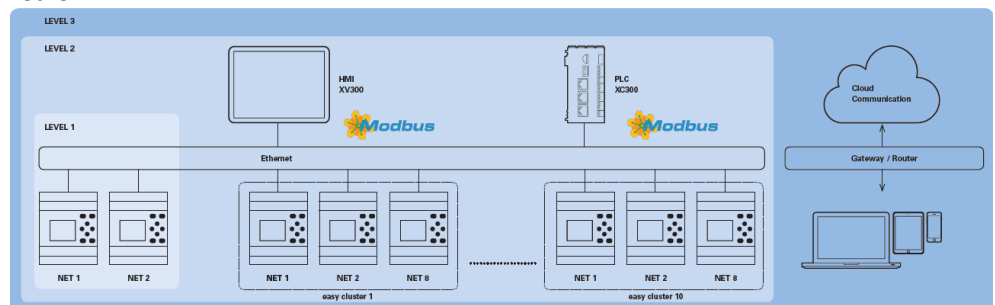 LEVEL 3
LEVEL 2
HMI
XV300
PLC
XC300
Cloud
Communication
Modbus
Modbus
LEVEL 1
Ethernet
Gateway / Router
NET 1
NET 2
NET 1
NET 2
NET 8
NET 1
NET 2
NET 8
easy cluster 1
easy cluster 10